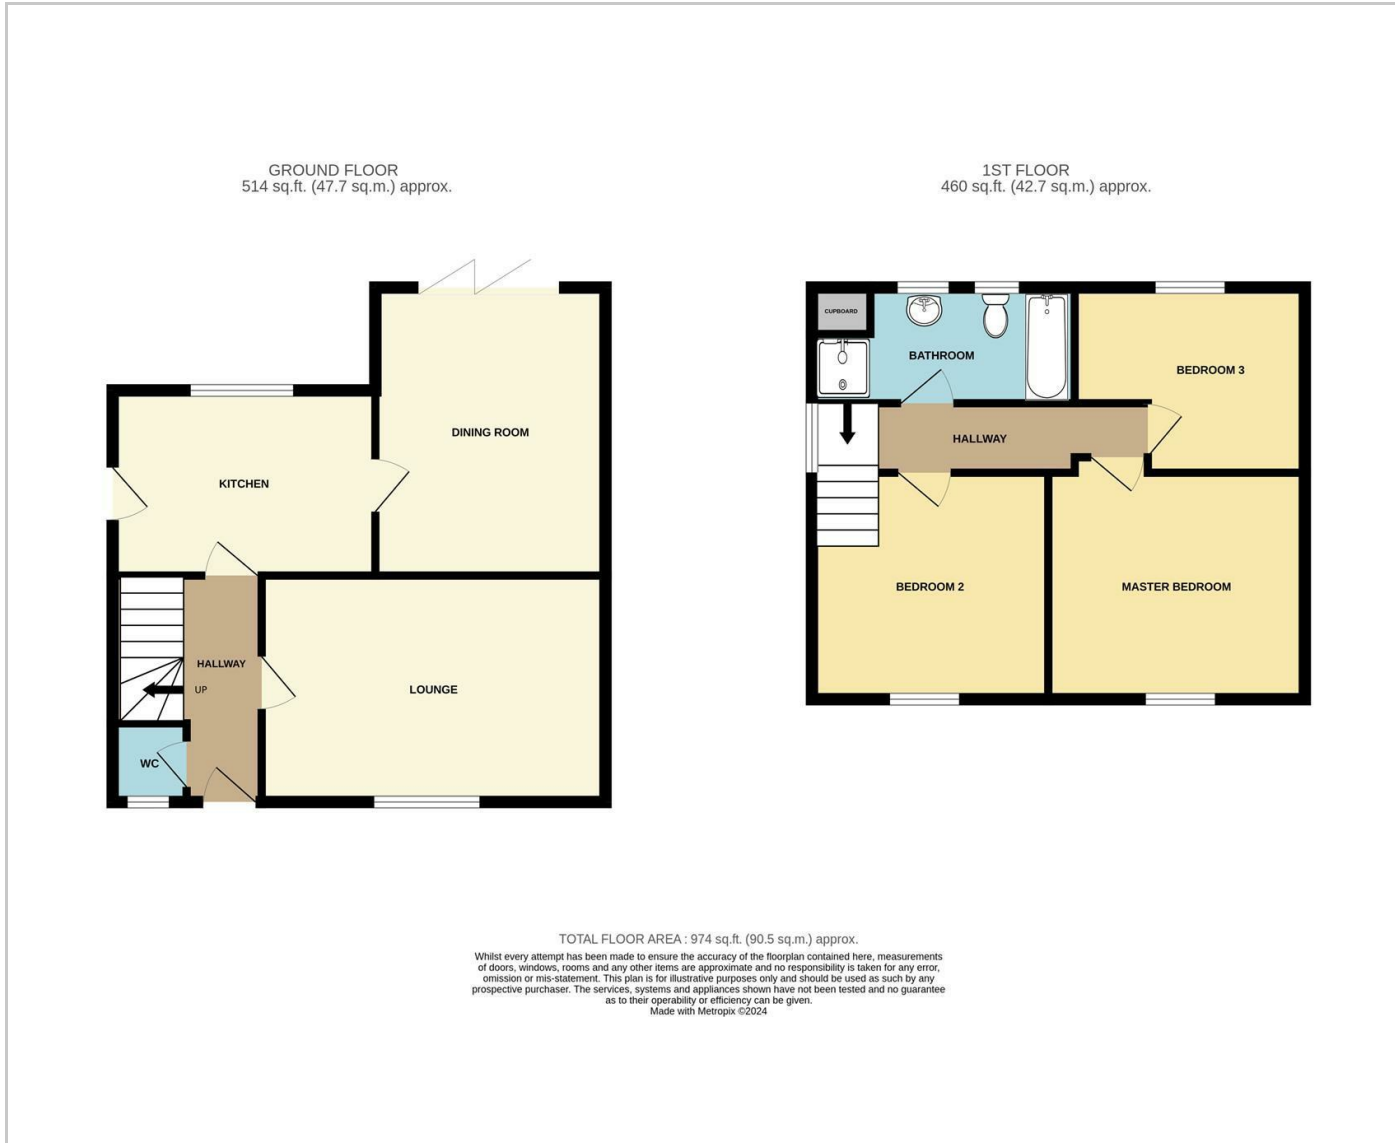 GROUND FLOOR
514 sq.ft. (47.7 sq.m.) approx.
1ST FLOOR
460 sq.ft. (42.7 sq.m.) approx.
DINING ROOM
KITCHEN
HALLWAY
UP
LOUNGE
WC
CUPBOARD
BATHROOM
BEDROOM 3
HALLWAY
BEDROOM 2
MASTER BEDROOM
TOTAL FLOOR AREA : 974 sq.ft. (90.5 sq.m.) approx.
Whilst every attempt has been made to ensure the accuracy of the floorplan contained here, measurements
of doors, windows, rooms and any other items are approximate and no responsibility is taken for any error,
omission or mis-statement. This plan is for illustrative purposes only and should be used as such by any
prospective purchaser. The services, systems and appliances shown have not been tested and no guarantee
as to their operability or efficiency can be given.
Made with Metropix ©2024